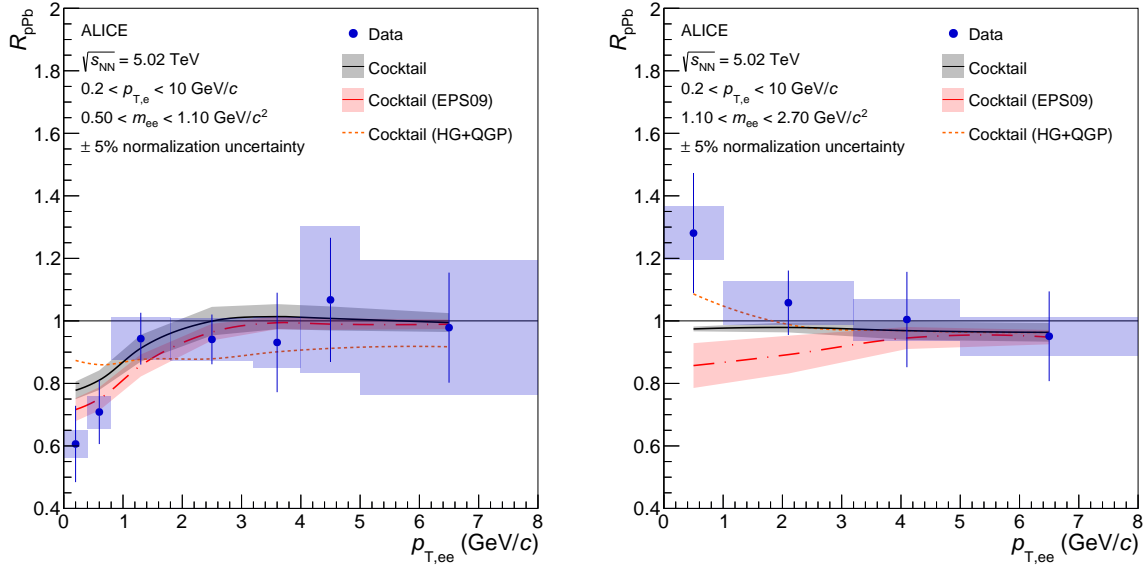 R_pPb
2
1.8
1.6
1.4
1.2
1
0.8
0.6
0.4
ALICE
√s_NN = 5.02 TeV
0.2 < p_T,e < 10 GeV/c
0.50 < m_ee < 1.10 GeV/c²
± 5% normalization uncertainty
Data
Cocktail
Cocktail (EPS09)
Cocktail (HG+QGP)
0 1 2 3 4 5 6 7 8
p_T,ee (GeV/c)
R_pPb
2
1.8
1.6
1.4
1.2
1
0.8
0.6
0.4
ALICE
√s_NN = 5.02 TeV
0.2 < p_T,e < 10 GeV/c
1.10 < m_ee < 2.70 GeV/c²
± 5% normalization uncertainty
Data
Cocktail
Cocktail (EPS09)
Cocktail (HG+QGP)
0 1 2 3 4 5 6 7 8
p_T,ee (GeV/c)